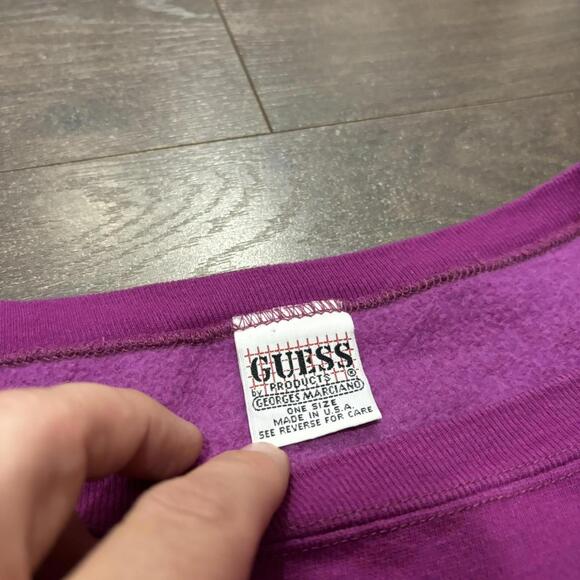 GUESS
by PRODUCTS ®
GEORGES MARCIANO
ONE SIZE
MADE IN U.S.A.
SEE REVERSE FOR CARE